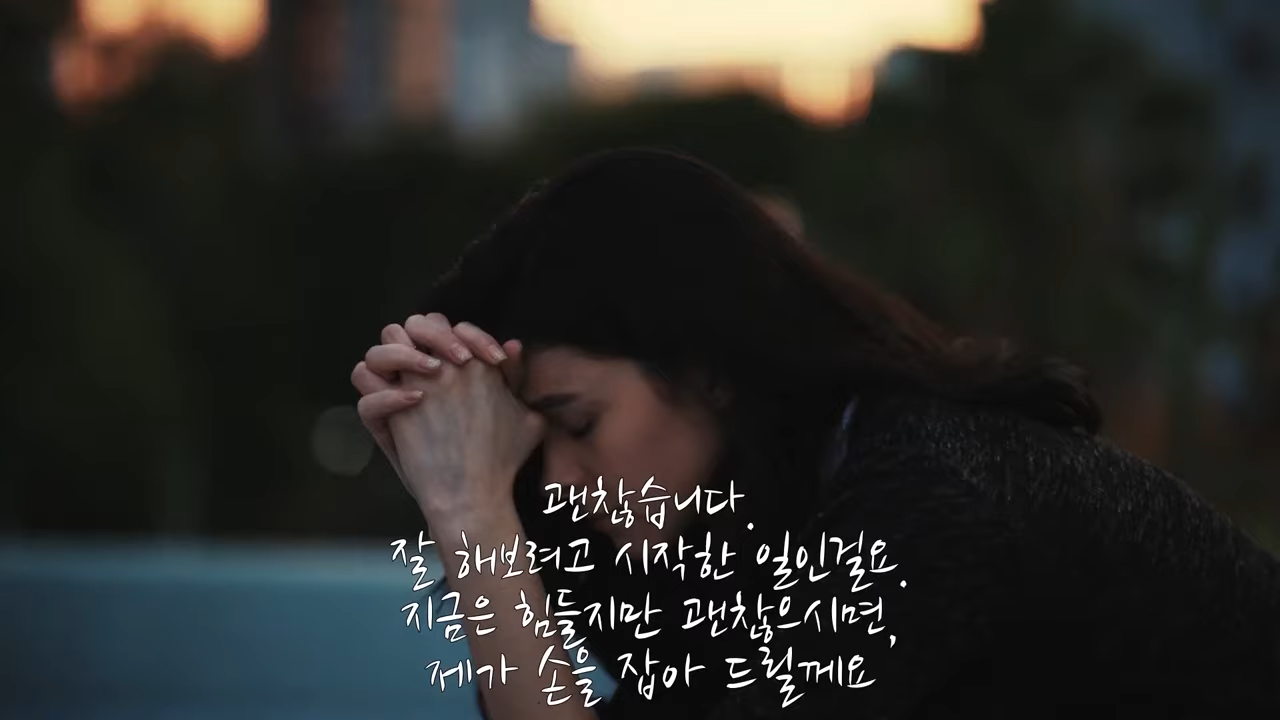 괜찮습니다.
잘 해보려고 시작한 일인걸요.
지금은 힘들지만 괜찮으시면,
제가 손을 잡아 드릴께요